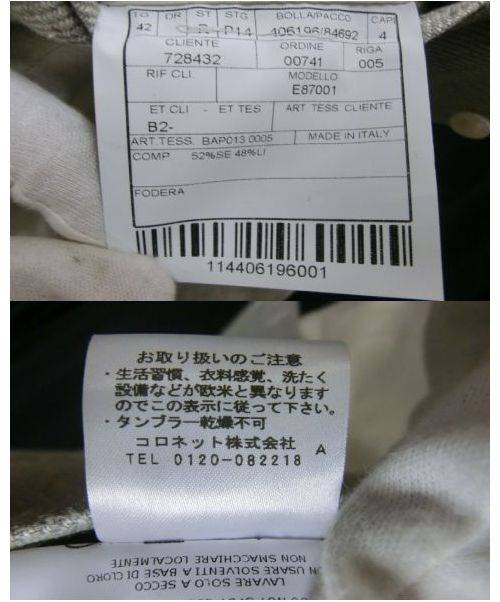 TG DR ST STG BOLLA/PACCO CAPI
42 R P14 406196/84692 4
CLIENTE ORDINE RIGA
728432 00741 005
RIF CLI MODELLO
E87001
ET.CLI - ET TES ART TESS CLIENTE
B2-
ART.TESS BAP013 0005 MADE IN ITALY
COMP 52%SE 48%LI
FODERA
114406196001
お取り扱いのご注意
・生活習慣、衣料感覚、洗たく
設備などが欧米と異なります
のでこの表示に従って下さい。
・タンブラー乾燥不可
コロネット株式会社 A
TEL 0120-082218
LAVARE SOLO A SECCO
USARE SOLVENTI A BASE DI CLORO
NON SMACCHIARE LOCALMENTE